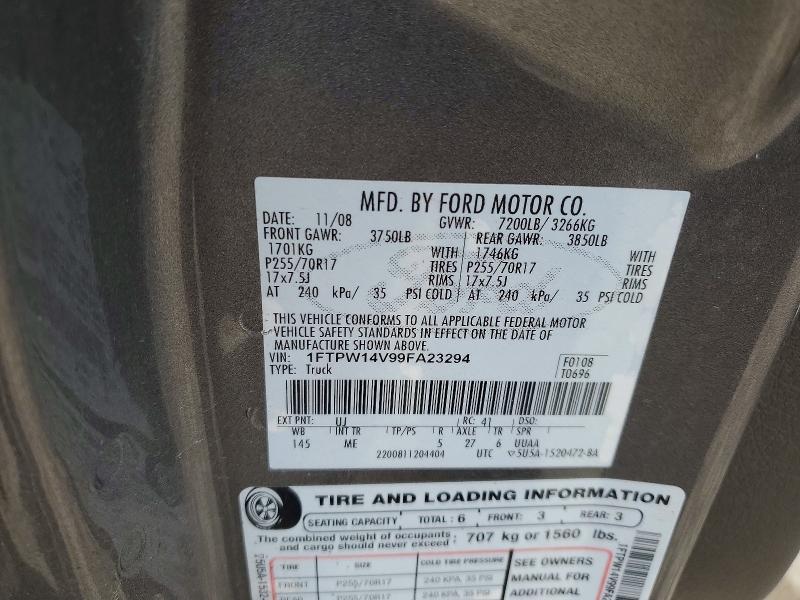 MFD. BY FORD MOTOR CO.
DATE: 11/08 GVWR: 7200LB/ 3266KG
FRONT GAWR: 3750LB REAR GAWR: 3850LB
1701KG WITH 1746KG WITH
P255/70R17 TIRES P255/70R17 TIRES
17x7.5J RIMS 17x7.5J RIMS
AT 240 kPa/ 35 PSI COLD AT 240 kPa/ 35 PSI COLD
THIS VEHICLE CONFORMS TO ALL APPLICABLE FEDERAL MOTOR
VEHICLE SAFETY STANDARDS IN EFFECT ON THE DATE OF
MANUFACTURE SHOWN ABOVE.
VIN: 1FTPW14V99FA23294 F0108
TYPE: Truck T0696
EXT PNT: UJ RC: 41 DSO:
WB INT TR TP/PS R AXLE TR SPR
145 ME 5 27 6 UUAA
2200811204404 UTC 5USA-1520472-BA
TIRE AND LOADING INFORMATION
SEATING CAPACITY TOTAL: 6 FRONT: 3 REAR: 3
The combined weight of occupants and cargo should never exceed: 707 kg or 1560 lbs.
TIRE SIZE COLD TIRE PRESSURE SEE OWNERS
FRONT P255/70R17 240 KPA, 35 PSI MANUAL FOR
REAR P255/70R17 240 KPA, 35 PSI ADDITIONAL